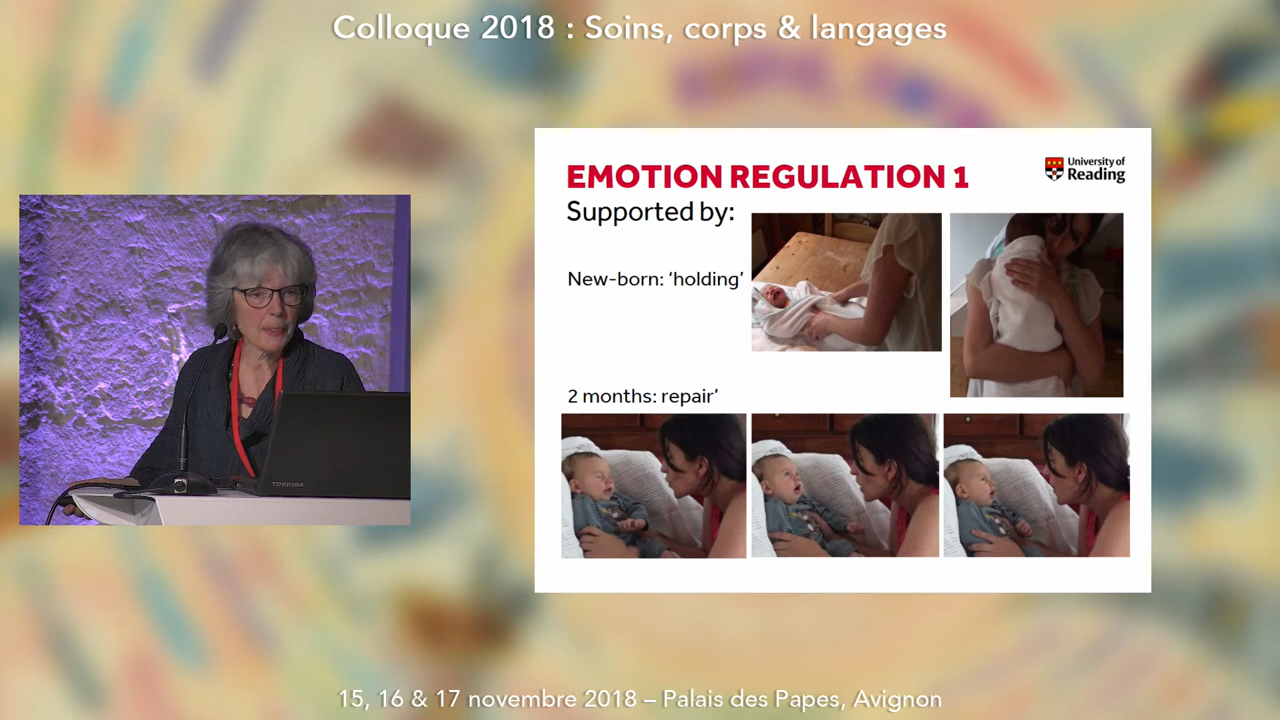 Colloque 2018 : Soins, corps & langages
EMOTION REGULATION 1
University of
Reading
Supported by:
New-born: ‘holding’
2 months: repair’
TOSHIBA
15, 16 & 17 novembre 2018 – Palais des Papes, Avignon